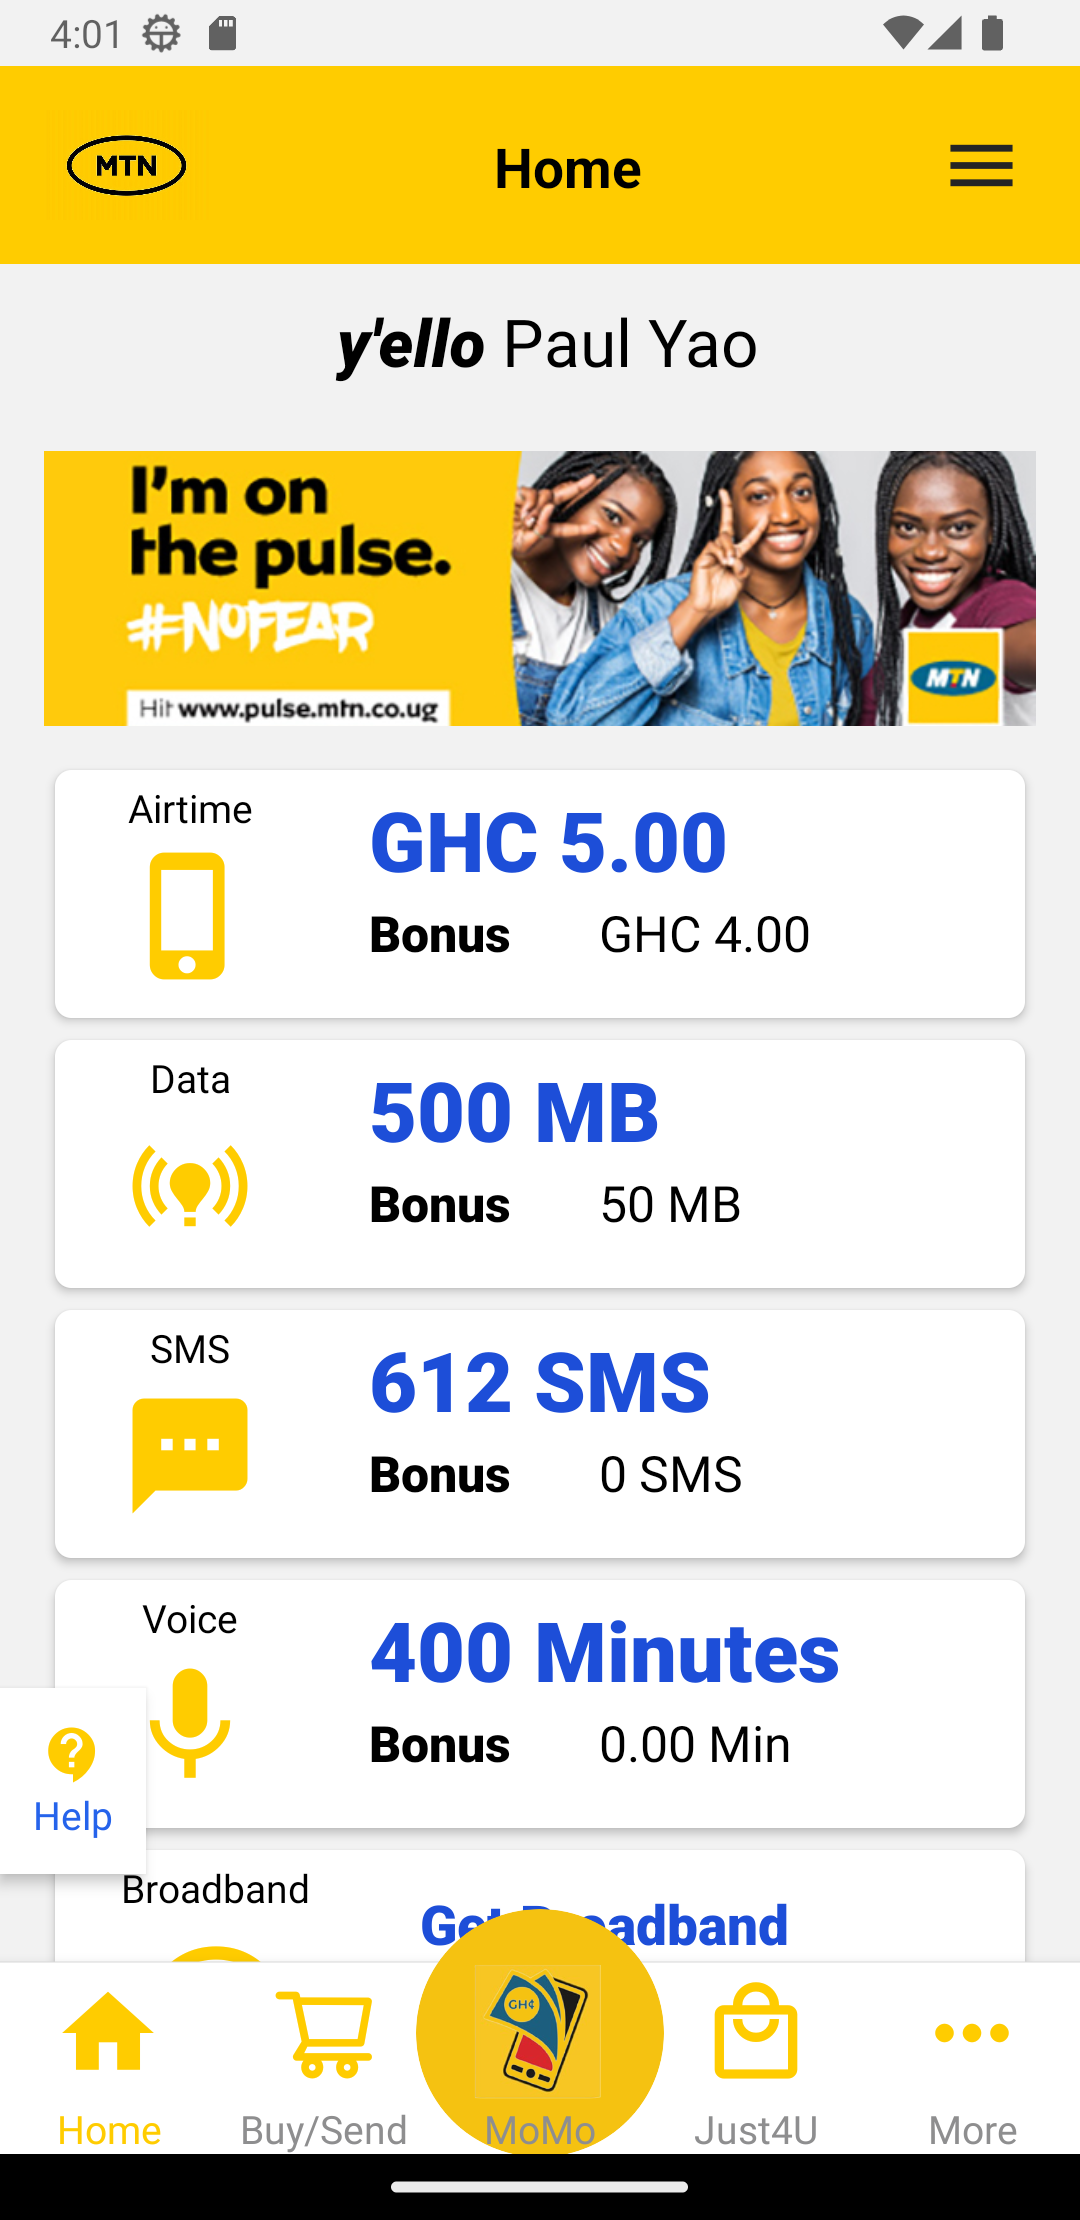 4:01
MTN
Home
y'ello Paul Yao
I'm on
the pulse.
#NOFEAR
Hit www.pulse.mtn.co.ug
MTN
Airtime
GHC 5.00
Bonus GHC 4.00
Data
500 MB
Bonus 50 MB
SMS
612 SMS
Bonus 0 SMS
Voice
400 Minutes
Bonus 0.00 Min
Help
Broadband
Get Broadband
GH¢
Home Buy/Send MoMo Just4U More